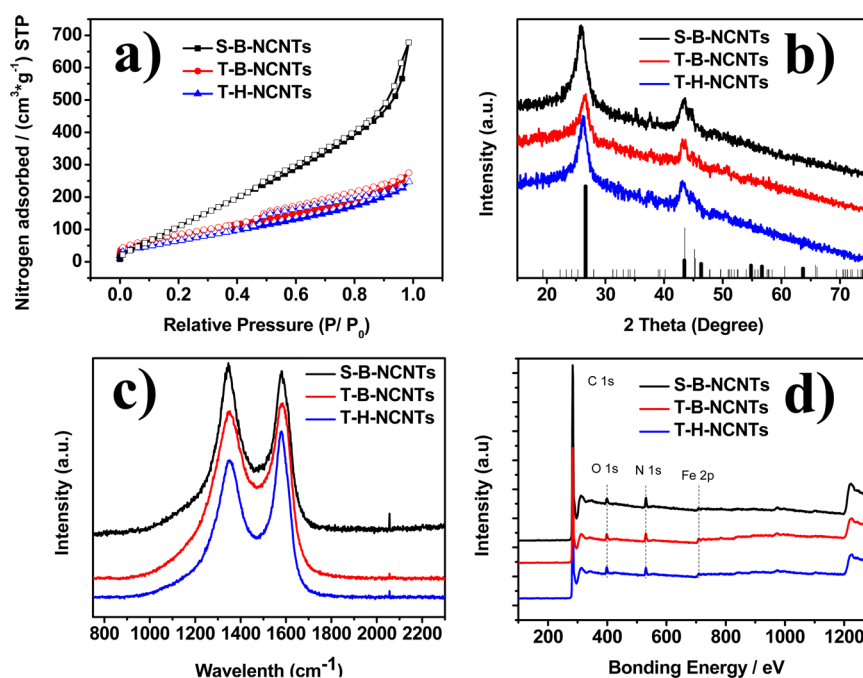 a)
S-B-NCNTs
T-B-NCNTs
T-H-NCNTs
Nitrogen adsorbed / (cm³*g⁻¹) STP
700
600
500
400
300
200
100
0
0.0 0.2 0.4 0.6 0.8 1.0
Relative Pressure (P/ P₀)
b)
S-B-NCNTs
T-B-NCNTs
T-H-NCNTs
Intensity (a.u.)
20 30 40 50 60 70
2 Theta (Degree)
c)
S-B-NCNTs
T-B-NCNTs
T-H-NCNTs
Intensity (a.u.)
800 1000 1200 1400 1600 2000 2200
Wavelenth (cm⁻¹)
d)
S-B-NCNTs
T-B-NCNTs
T-H-NCNTs
C 1s
O 1s
N 1s
Fe 2p
Intensity (a.u)
200 400 600 800 1000 1200
Bonding Energy / eV